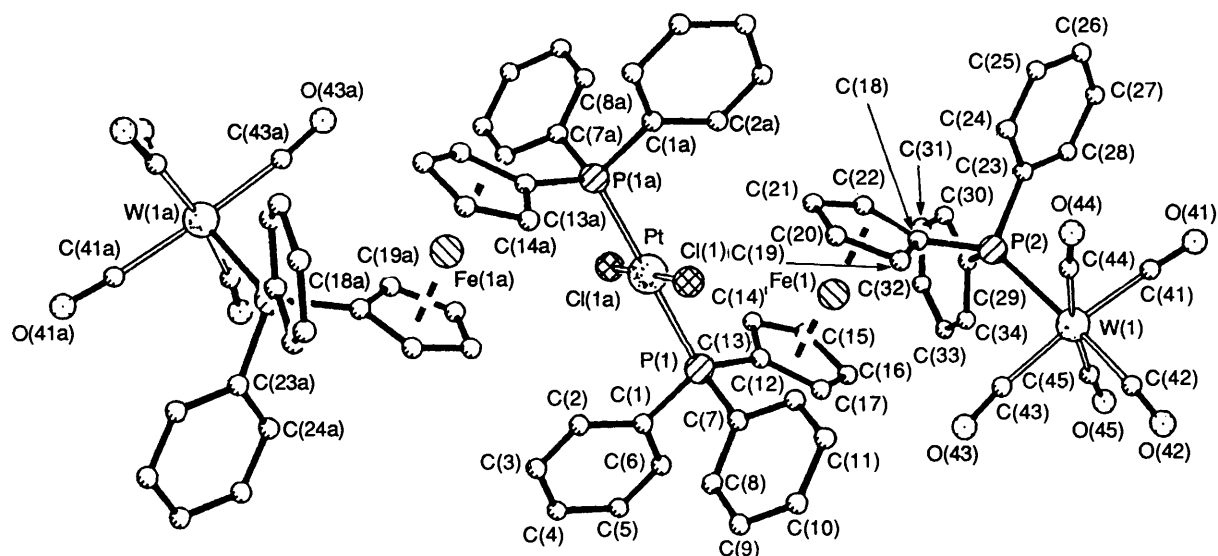 C(26)
C(25)
C(18)
C(27)
O(43a)
C(8a)
C(2a)
C(24)
C(43a)
C(7a)
C(1a)
C(31)
C(23)
C(28)
P(1a)
C(21)
C(22)
C(30)
O(44)
O(41)
W(1a)
C(13a)
C(20)
P(2)
C(41a)
C(14a)
Pt
Cl(1)
C(19)
C(44)
C(18a)
C(19a)
Fe(1a)
Cl(1a)
Fe(1)
C(32)
C(29)
C(41)
O(41a)
C(14)
C(34)
W(1)
C(13)
C(15)
C(33)
P(1)
C(16)
C(12)
C(45)
C(42)
C(23a)
C(1)
C(17)
C(43)
C(2)
C(7)
O(43)
O(45)
O(42)
C(24a)
C(3)
C(6)
C(11)
C(8)
C(4)
C(5)
C(10)
C(9)